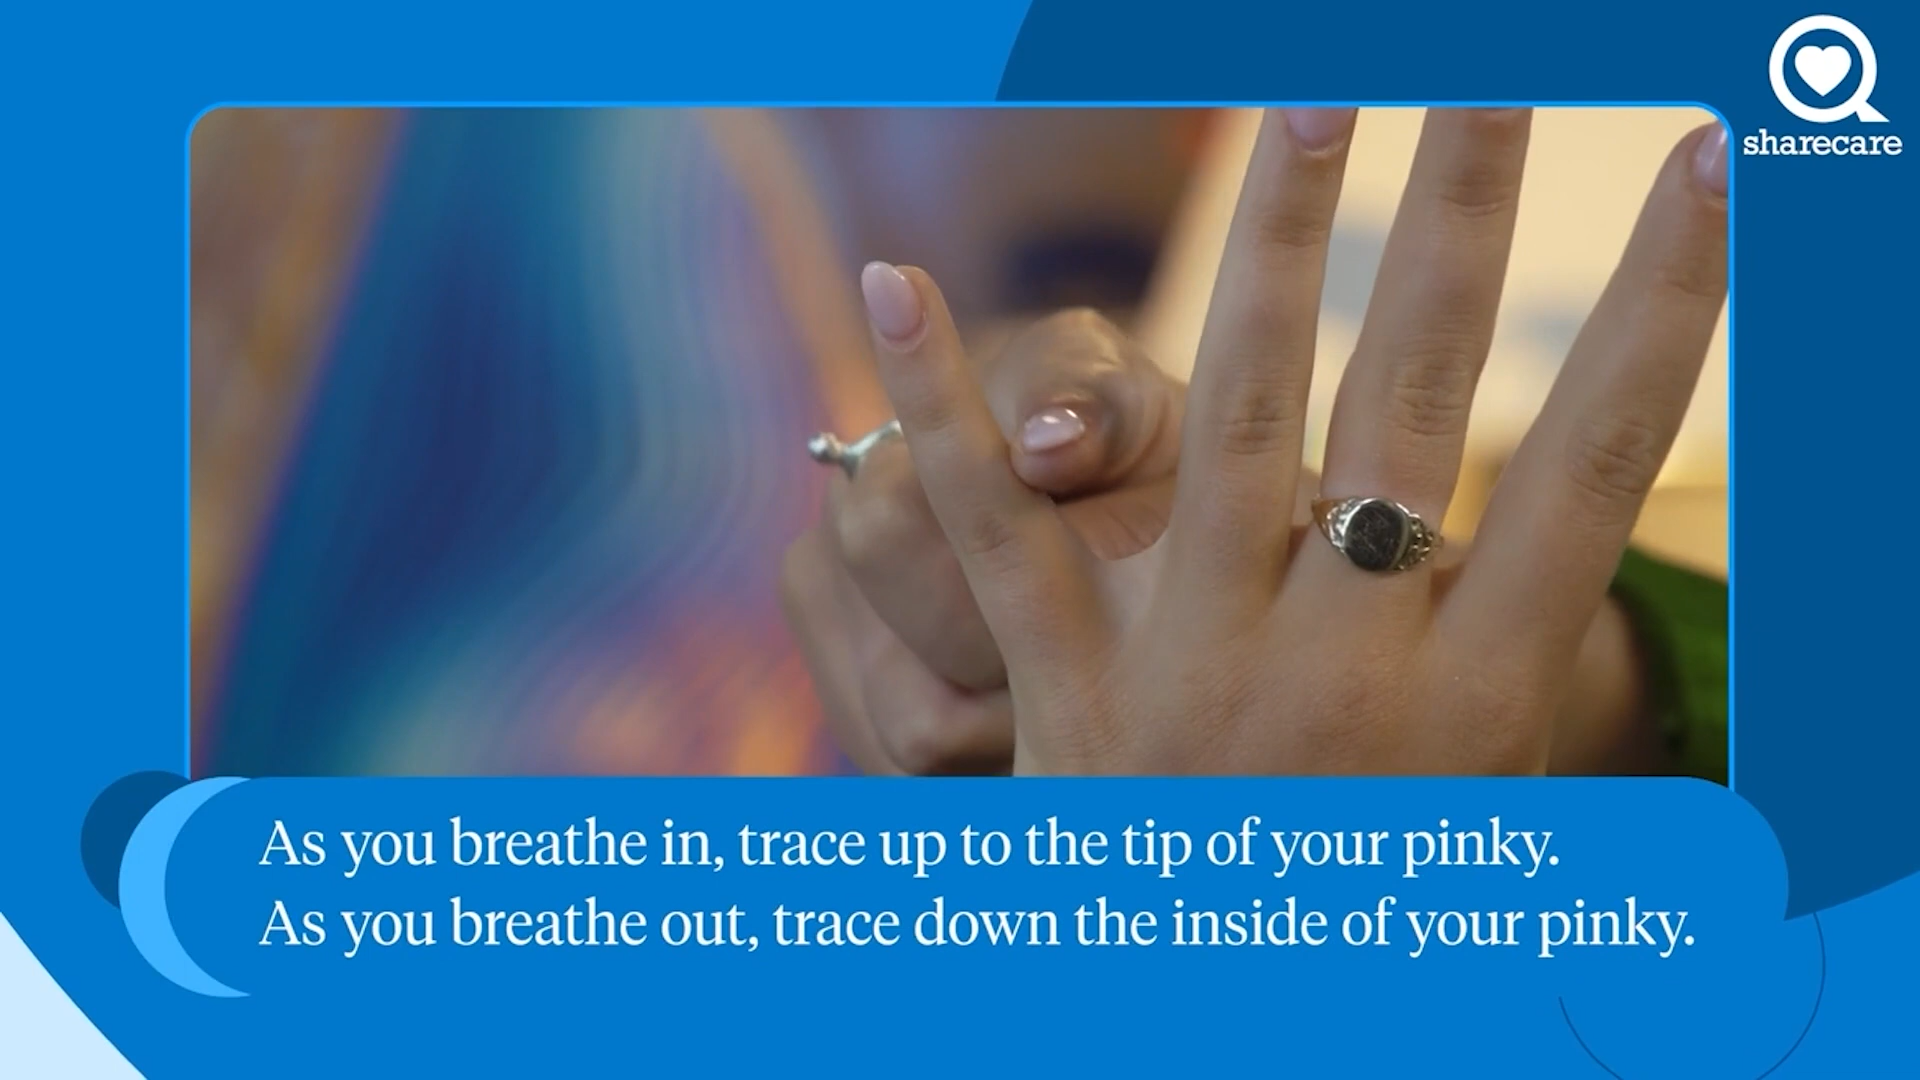 sharecare
As you breathe in, trace up to the tip of your pinky.
As you breathe out, trace down the inside of your pinky.